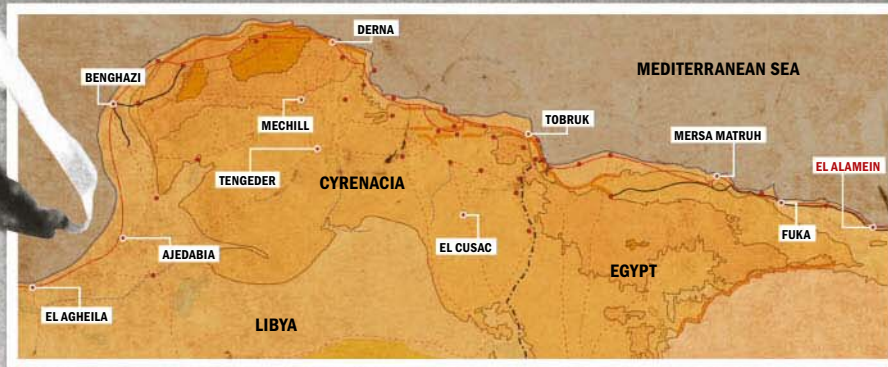 DERNA
MEDITERRANEAN SEA
BENGHAZI
MECHILL
TOBRUK
MERSA MATRUH
EL ALAMEIN
TENGEDER
CYRENACIA
FUKA
EL CUSAC
AJEDABIA
EGYPT
EL AGHEILA
LIBYA